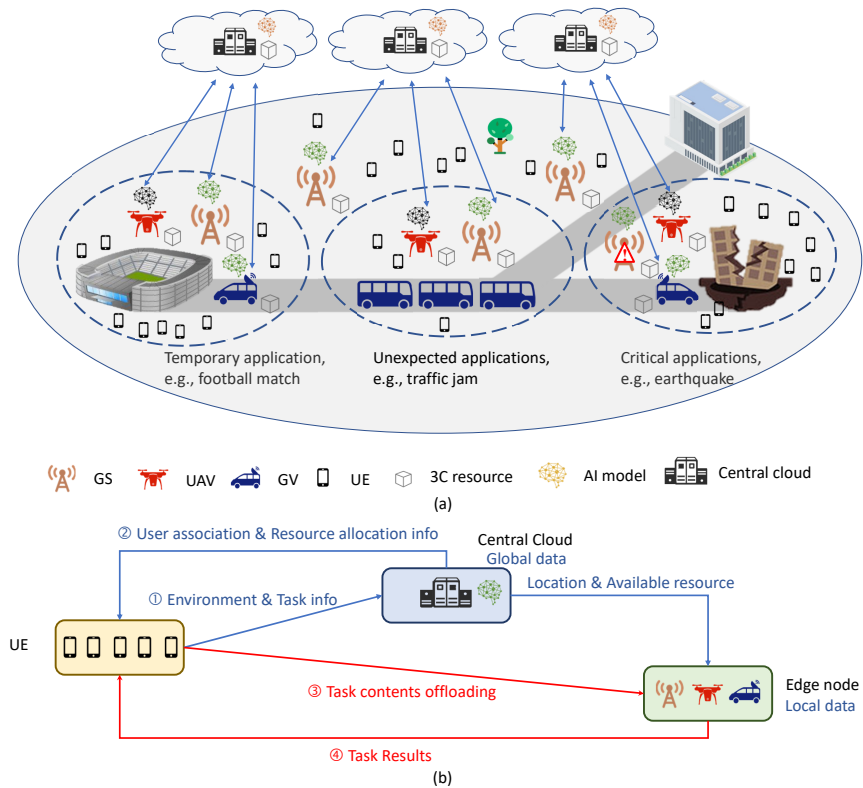 Temporary application,
e.g., football match
Unexpected applications,
e.g., traffic jam
Critical applications,
e.g., earthquake
GS
UAV
GV
UE
3C resource
AI model
Central cloud
(a)
② User association & Resource allocation info
Central Cloud
Global data
① Environment & Task info
Location & Available resource
UE
③ Task contents offloading
Edge node
Local data
④ Task Results
(b)